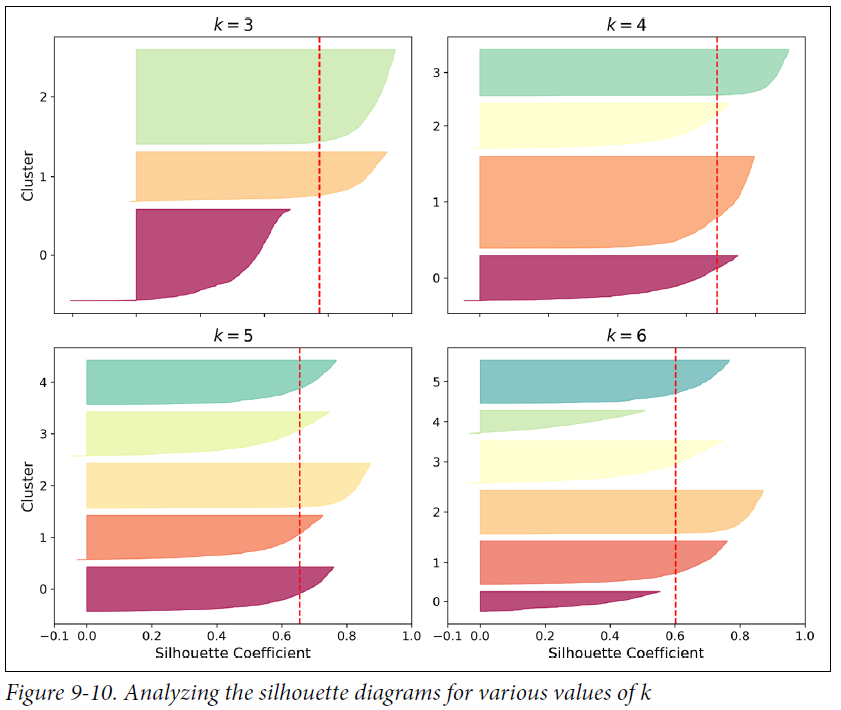 k = 3
k = 4
3
2
2
1
1
0
0
Cluster
k = 5
k = 6
4
5
3
4
3
2
2
1
1
0
0
Cluster
−0.1 0.0 0.2 0.4 0.6 0.8 1.0
−0.1 0.0 0.2 0.4 0.6 0.8 1.0
Silhouette Coefficient
Silhouette Coefficient
Figure 9-10. Analyzing the silhouette diagrams for various values of k